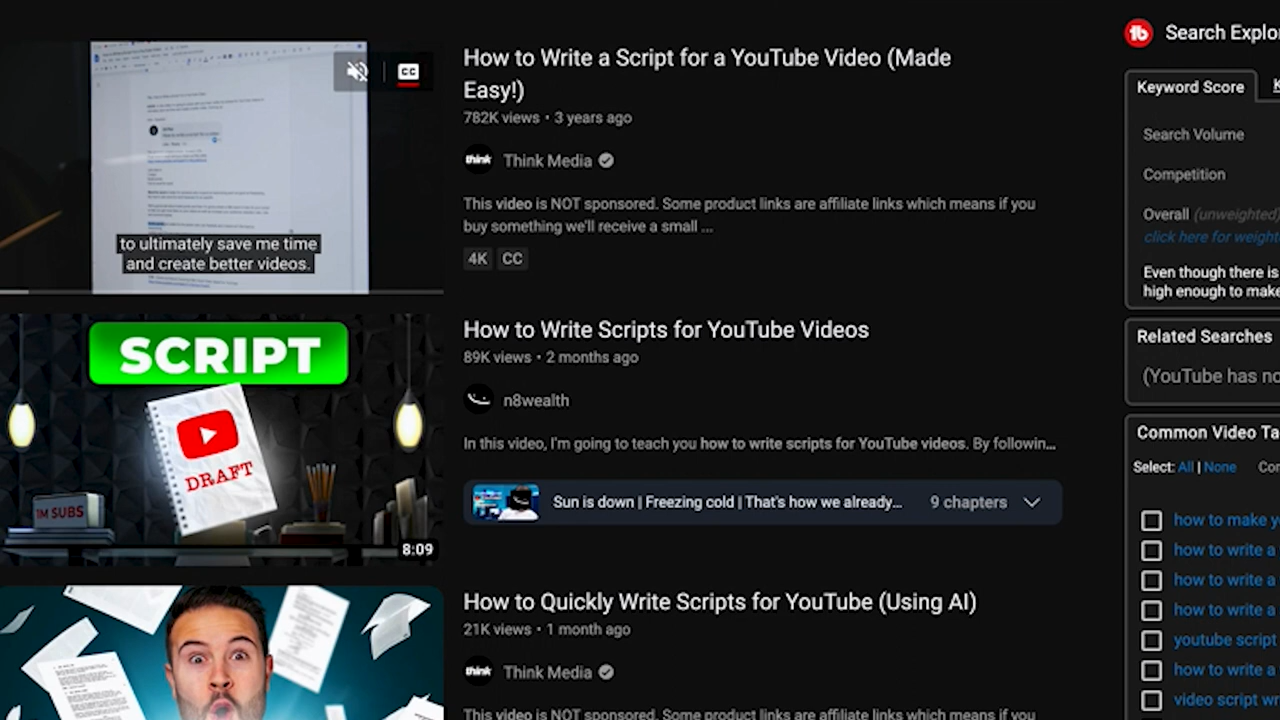 How to Write a Script for a YouTube Video (Made
Easy!)
782K views • 3 years ago
think
Think Media
This video is NOT sponsored. Some product links are affiliate links which means if you
buy something we'll receive a small ...
4K CC
CC
to ultimately save me time
and create better videos.
How to Write Scripts for YouTube Videos
89K views • 2 months ago
n8wealth
In this video, I'm going to teach you how to write scripts for YouTube videos. By followin...
Sun is down | Freezing cold | That's how we already... 9 chapters
SCRIPT
DRAFT
1M SUBS
8:09
How to Quickly Write Scripts for YouTube (Using AI)
21K views • 1 month ago
think
Think Media
This video is NOT sponsored. Some product links are affiliate links which means if you
tb
Search Explo
Keyword Score
Search Volume
Competition
Overall (unweighted)
click here for weight
Even though there is
high enough to make
Related Searches
(YouTube has no
Common Video Ta
Select: All | None Co
how to make y
how to write a
how to write a
how to write a
youtube script
how to write a
video script w